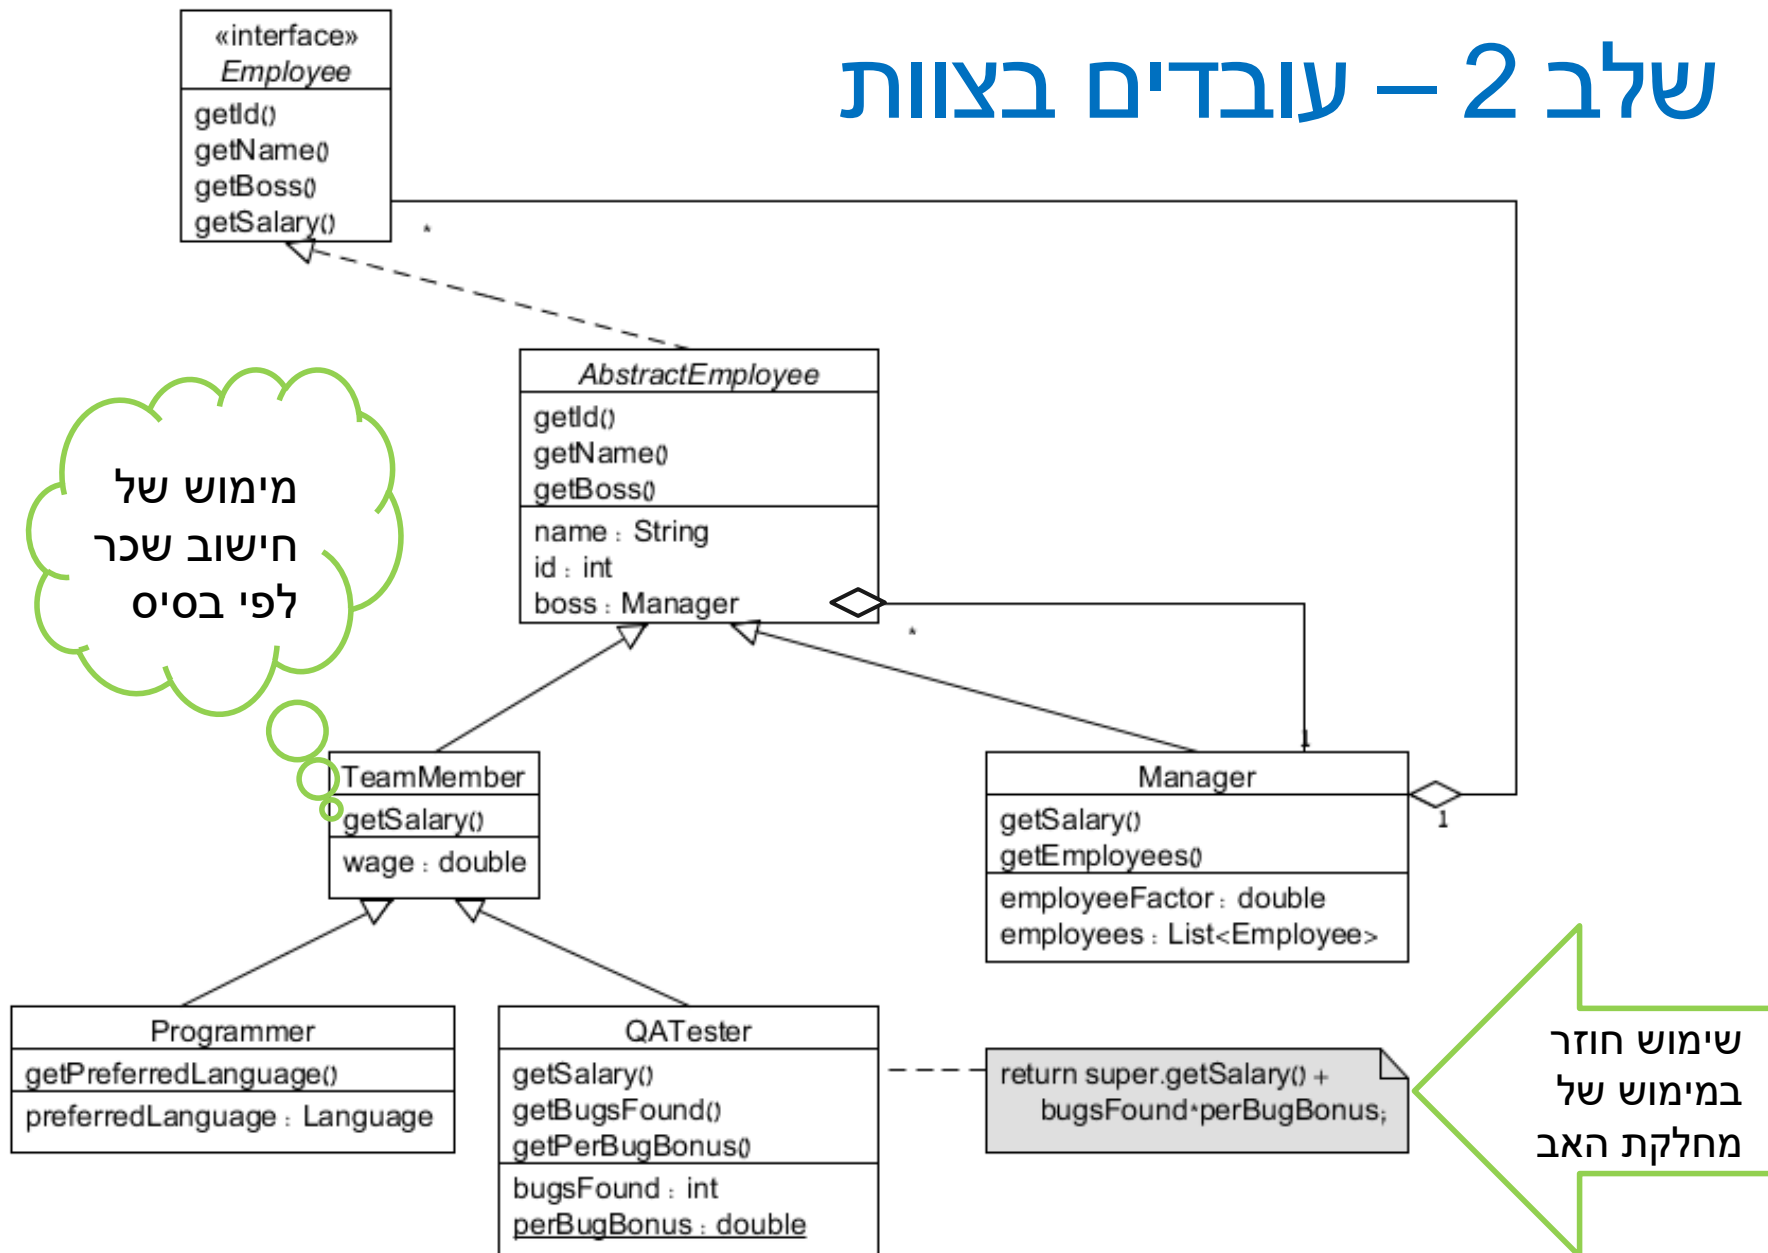 שלב 2 – עובדים בצוות
«interface»
Employee
getId()
getName()
getBoss()
getSalary()
*
AbstractEmployee
getId()
getName()
getBoss()
name : String
id : int
boss : Manager
*
מימוש של
חישוב שכר
לפי בסיס
1
TeamMember
getSalary()
wage : double
Manager
getSalary()
getEmployees()
employeeFactor : double
employees : List<Employee>
1
Programmer
getPreferredLanguage()
preferredLanguage : Language
QATester
getSalary()
getBugsFound()
getPerBugBonus()
bugsFound : int
perBugBonus : double
return super.getSalary() +
bugsFound*perBugBonus;
שימוש חוזר
במימוש של
מחלקת האב